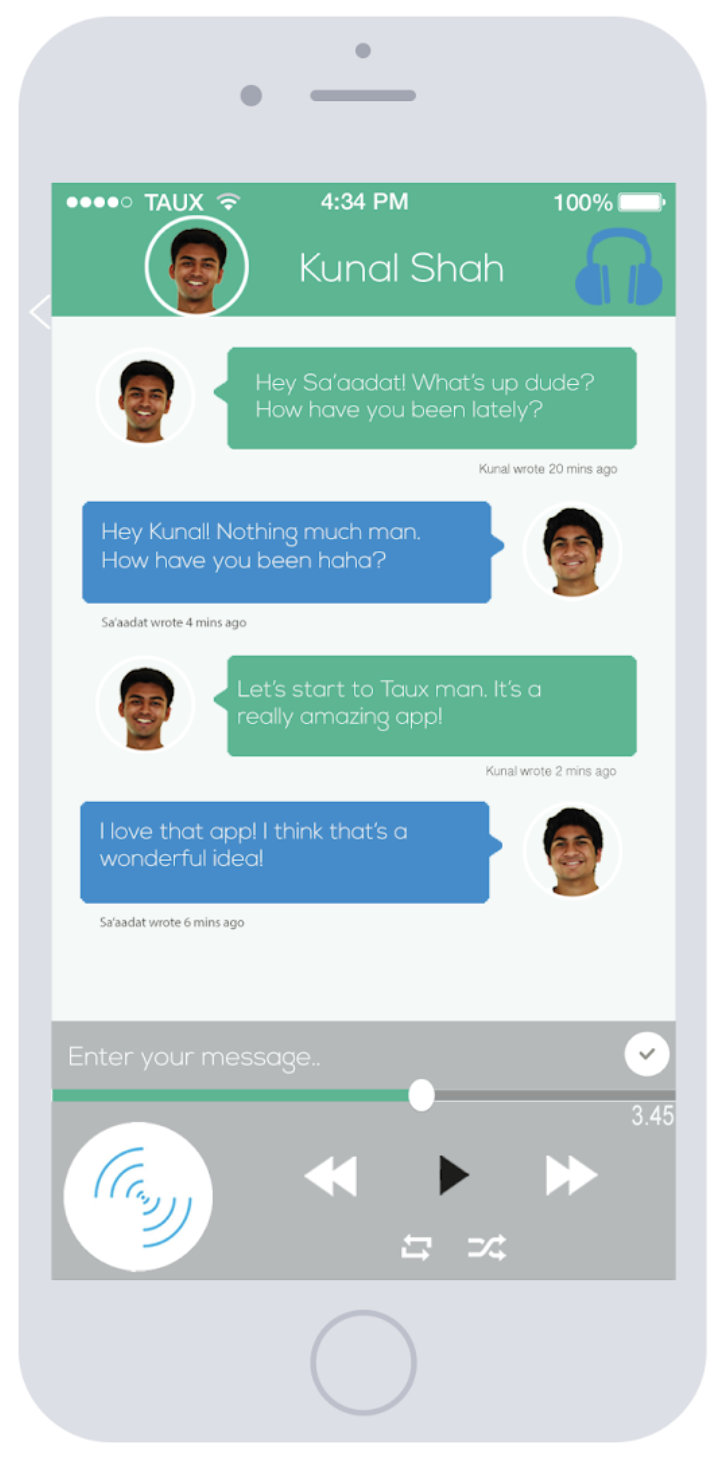 TAUX 4:34 PM 100%
Kunal Shah
Hey Sa'aadat! What's up dude?
How have you been lately?
Kunal wrote 20 mins ago
Hey Kunal! Nothing much man.
How have you been haha?
Sa'aadat wrote 4 mins ago
Let's start to Taux man. It's a
really amazing app!
Kunal wrote 2 mins ago
I love that app! I think that's a
wonderful idea!
Sa'aadat wrote 6 mins ago
Enter your message..
3.45